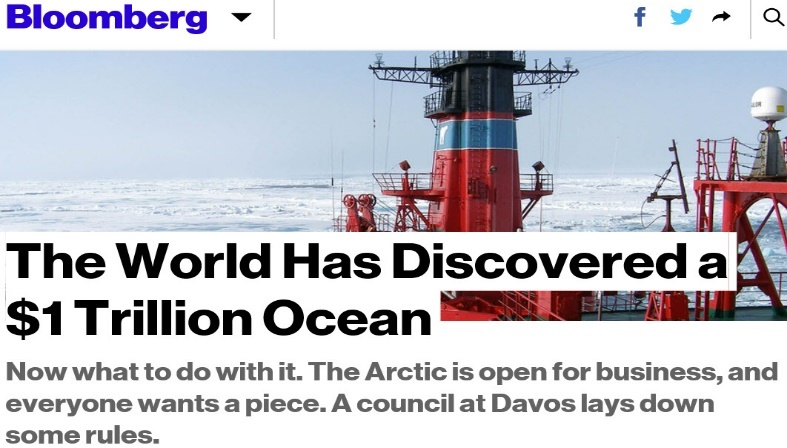 Bloomberg
The World Has Discovered a
$1 Trillion Ocean
Now what to do with it. The Arctic is open for business, and
everyone wants a piece. A council at Davos lays down
some rules.